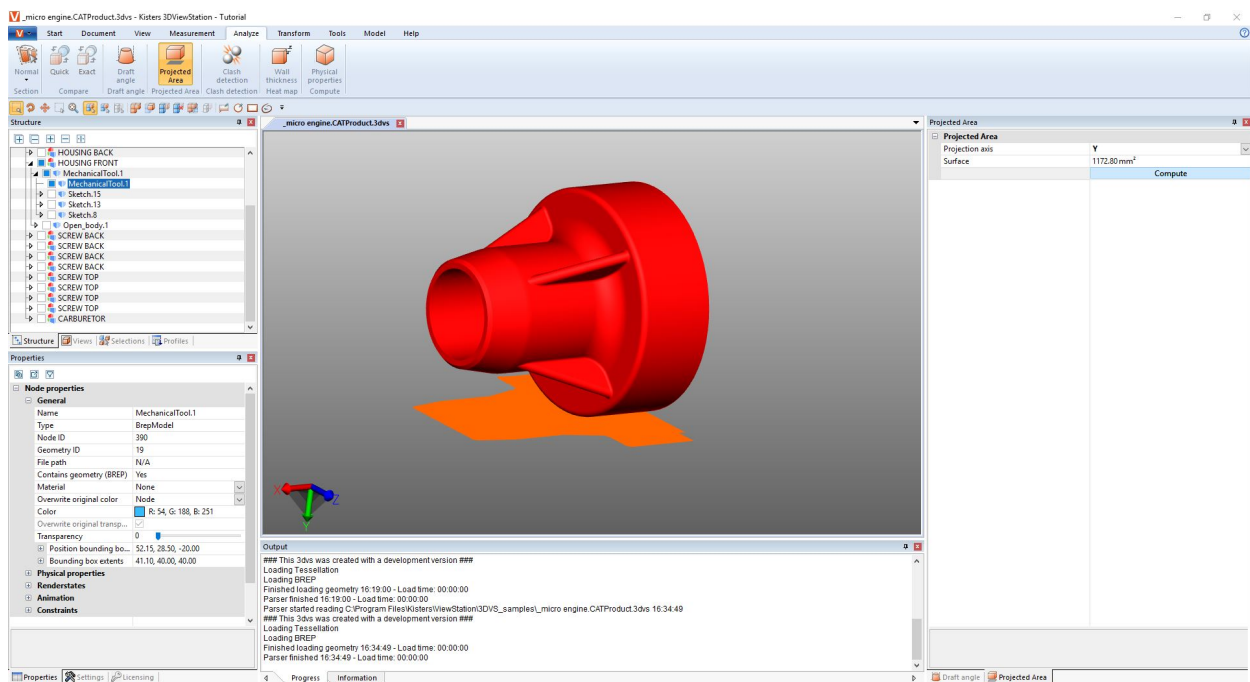 _micro engine.CATProduct.3dvs - Kisters 3DViewStation - Tutorial
V Start Document View Measurement Analyze Transform Tools Model Help
Normal Quick Exact Draft angle Projected Area Clash detection Wall thickness Physical properties
Section Compare Draft angle Projected Area Clash detection Heat map Compute
Structure
HOUSING BACK
HOUSING FRONT
MechanicalTool.1
MechanicalTool.1
Sketch.15
Sketch.13
Sketch.8
Open_body.1
SCREW BACK
SCREW BACK
SCREW BACK
SCREW BACK
SCREW TOP
SCREW TOP
SCREW TOP
SCREW TOP
CARBURETOR
Structure Views Selections Profiles
Properties
Node properties
General
Name MechanicalTool.1
Type BrepModel
Node ID 390
Geometry ID 19
File path N/A
Contains geometry (BREP) Yes
Material None
Overwrite original color Node
Color R: 54, G: 188, B: 251
Overwrite original transp...
Transparency 0
Position bounding bo... 52.15, 28.50, -20.00
Bounding box extents 41.10, 40.00, 40.00
Physical properties
Renderstates
Animation
Constraints
Properties Settings Licensing
_micro engine.CATProduct.3dvs
X Z
Y
Output
### This 3dvs was created with a development version ###
Loading Tessellation
Loading BREP
Finished loading geometry 16:19:00 - Load time: 00:00:00
Parser finished 16:19:00 - Load time: 00:00:00
Parser started reading C:\Program Files\Kisters\ViewStation\3DVS_samples\_micro engine.CATProduct.3dvs 16:34:49
### This 3dvs was created with a development version ###
Loading Tessellation
Loading BREP
Finished loading geometry 16:34:49 - Load time: 00:00:00
Parser finished 16:34:49 - Load time: 00:00:00
Progress Information
Projected Area
Projected Area
Projection axis Y
Surface 1172.80 mm²
Compute
Draft angle Projected Area